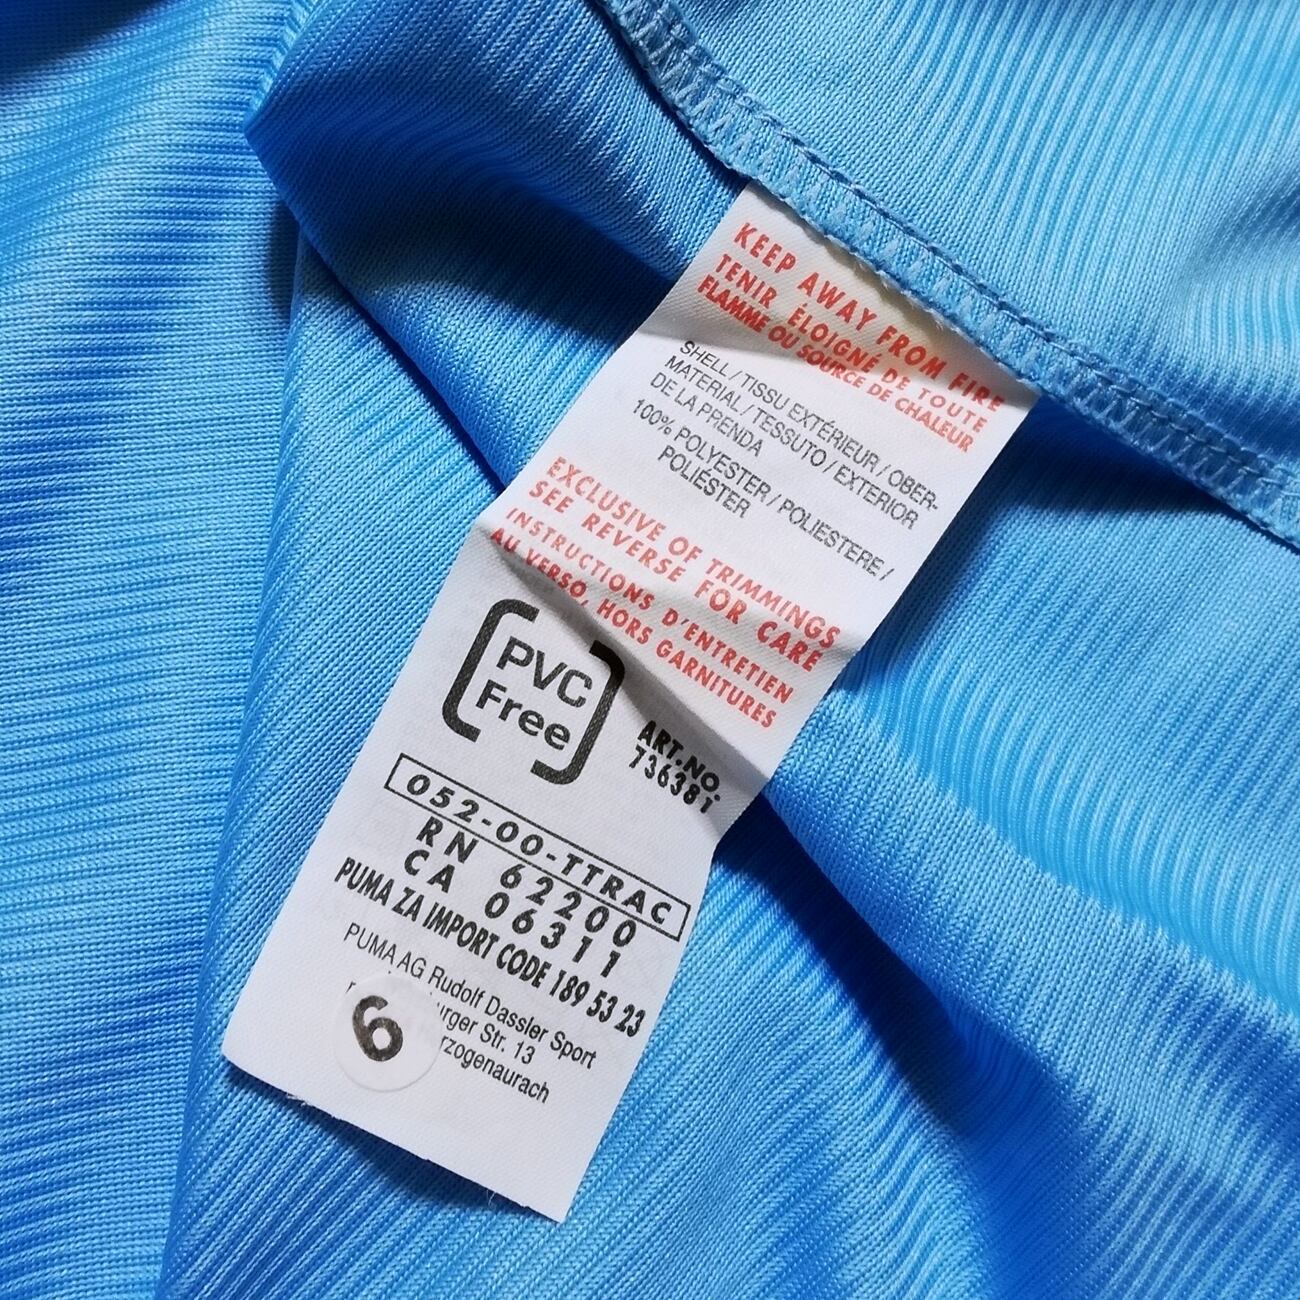 KEEP AWAY FROM FIRE
TENIR ÉLOIGNÉ DE TOUTE
FLAMME OU SOURCE DE CHALEUR
SHELL / TISSU EXTÉRIEUR / OBER-
MATERIAL / TESSUTO / EXTERIOR
DE LA PRENDA
100% POLYESTER / POLIESTERE /
POLIÉSTER
EXCLUSIVE OF TRIMMINGS
SEE REVERSE FOR CARE
INSTRUCTIONS D'ENTRETIEN
AU VERSO, HORS GARNITURES
PVC
Free
ART.NO.
736381
052-00-TTRAC
RN 62200
CA 06311
PUMA ZA IMPORT CODE 189 53 23
PUMA AG Rudolf Dassler Sport
Str. 13
6